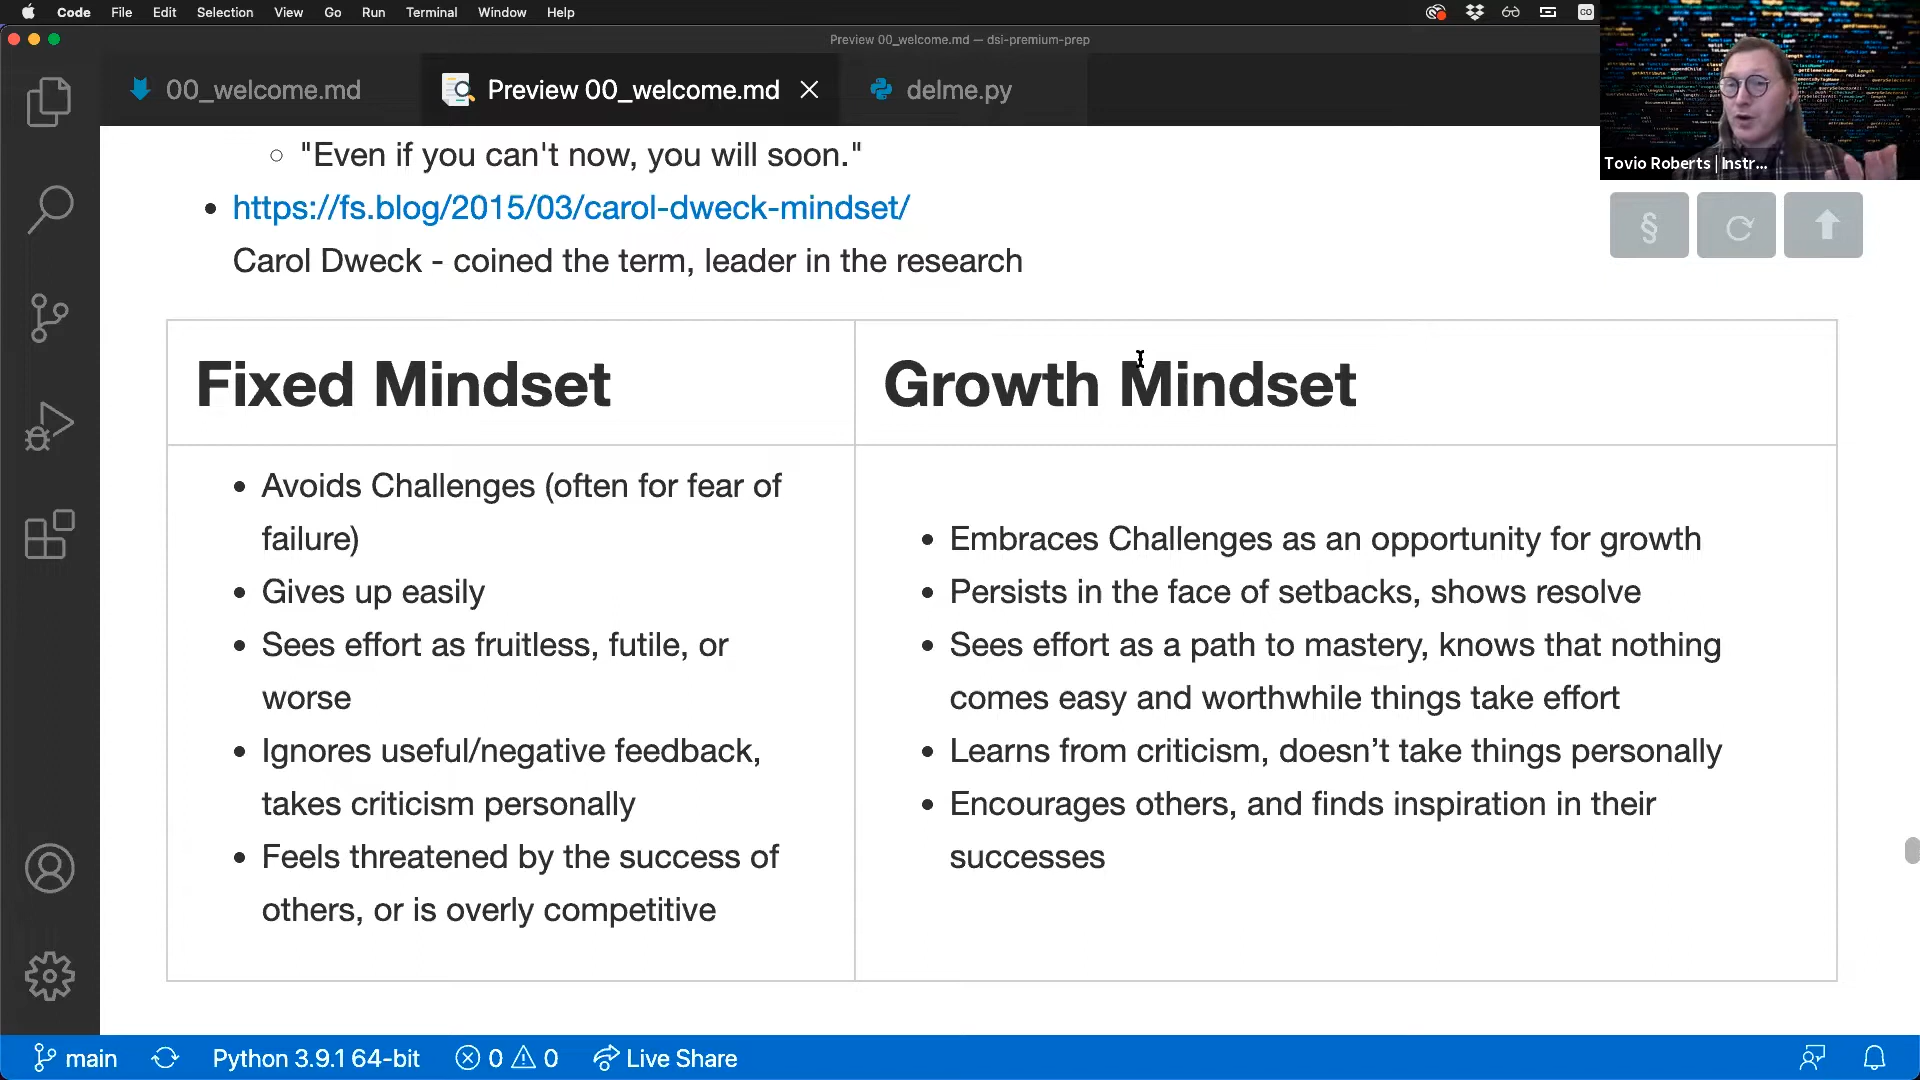 Code File Edit Selection View Go Run Terminal Window Help
Preview 00_welcome.md — dsi-premium-prep
00_welcome.md Preview 00_welcome.md delme.py
Tovio Roberts | Instr...
"Even if you can't now, you will soon."
https://fs.blog/2015/03/carol-dweck-mindset/
Carol Dweck - coined the term, leader in the research
Fixed Mindset
Avoids Challenges (often for fear of
failure)
Gives up easily
Sees effort as fruitless, futile, or
worse
Ignores useful/negative feedback,
takes criticism personally
Feels threatened by the success of
others, or is overly competitive
Growth Mindset
Embraces Challenges as an opportunity for growth
Persists in the face of setbacks, shows resolve
Sees effort as a path to mastery, knows that nothing
comes easy and worthwhile things take effort
Learns from criticism, doesn’t take things personally
Encourages others, and finds inspiration in their
successes
main Python 3.9.1 64-bit 0 0 Live Share